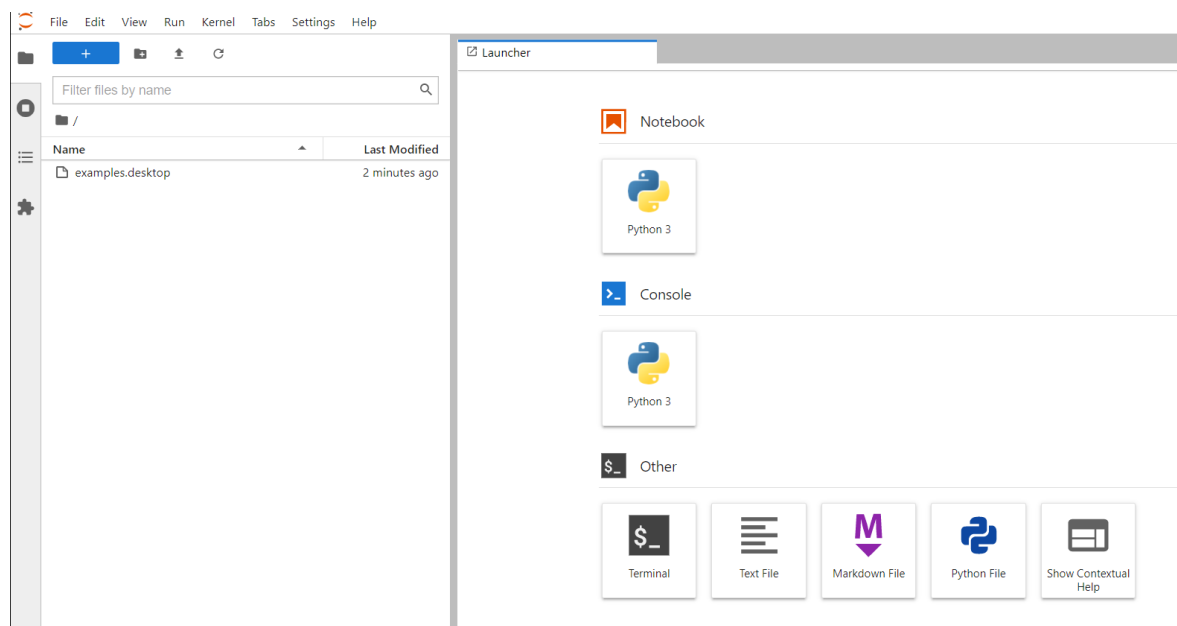 File Edit View Run Kernel Tabs Settings Help
+
Filter files by name
/
Name Last Modified
examples.desktop 2 minutes ago
Launcher
Notebook
Python 3
>_ Console
Python 3
$_ Other
$_
Terminal
Text File
M
Markdown File
Python File
Show Contextual
Help